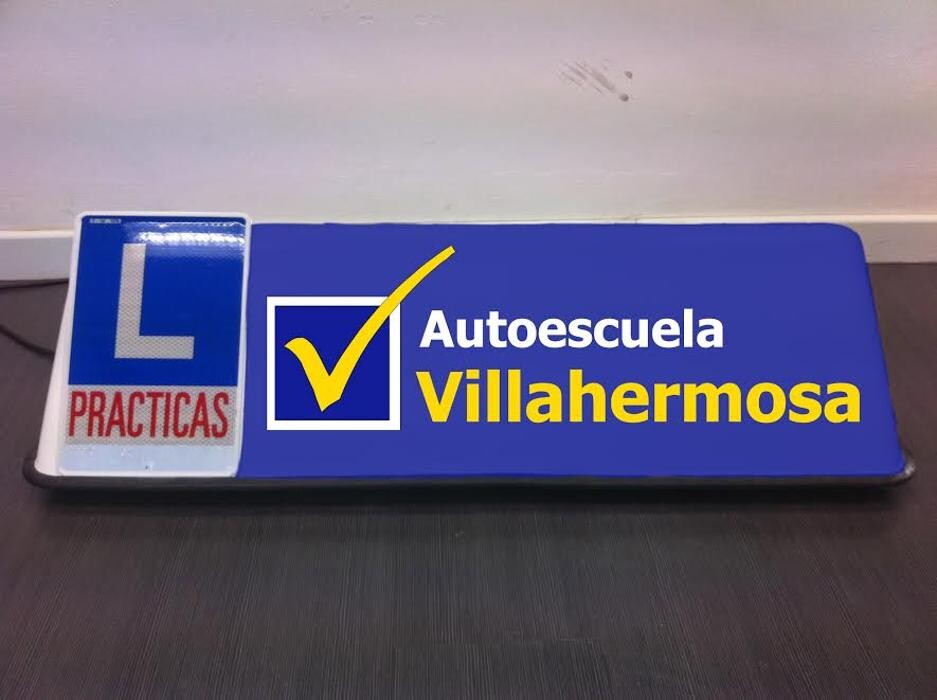 L
PRACTICAS
Autoescuela
Villahermosa